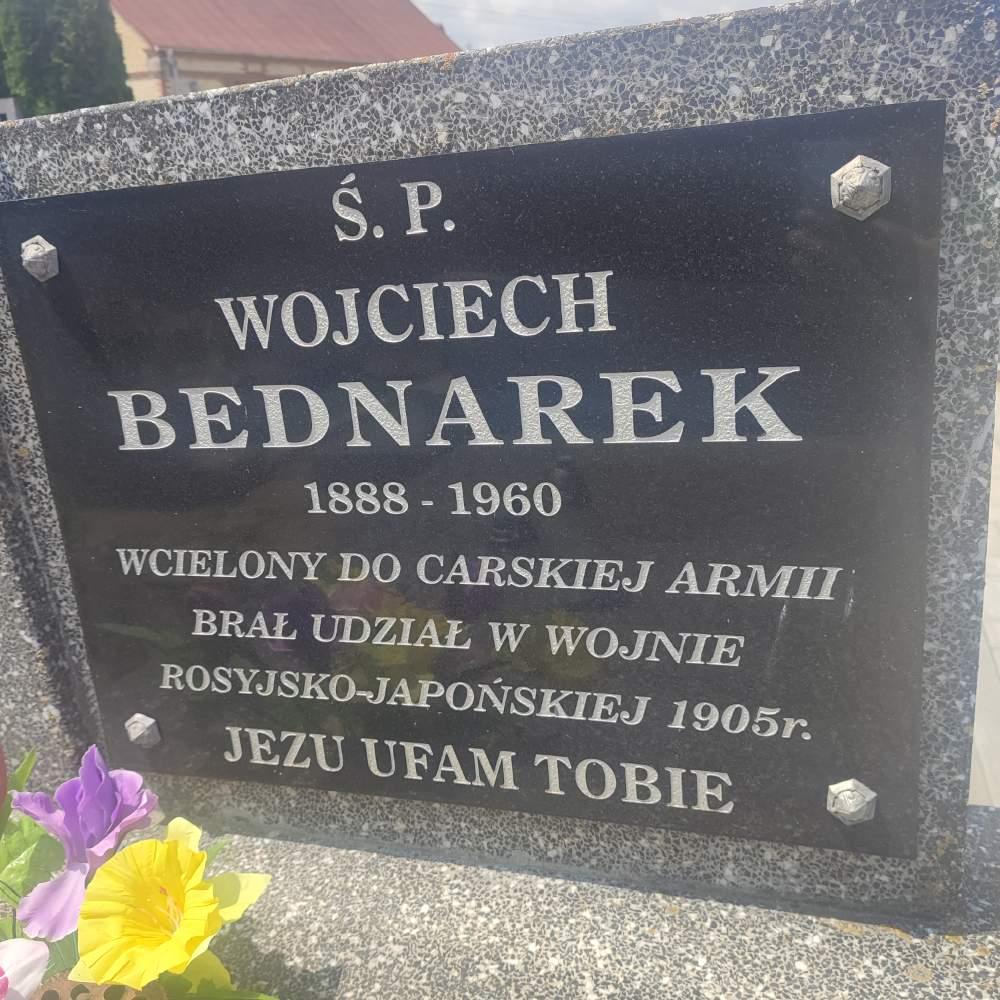 Ś. P.
WOJCIECH
BEDNAREK
1888 - 1960
WCIELONY DO CARSKIEJ ARMII
BRAŁ UDZIAŁ W WOJNIE
ROSYJSKO-JAPOŃSKIEJ 1905r.
JEZU UFAM TOBIE